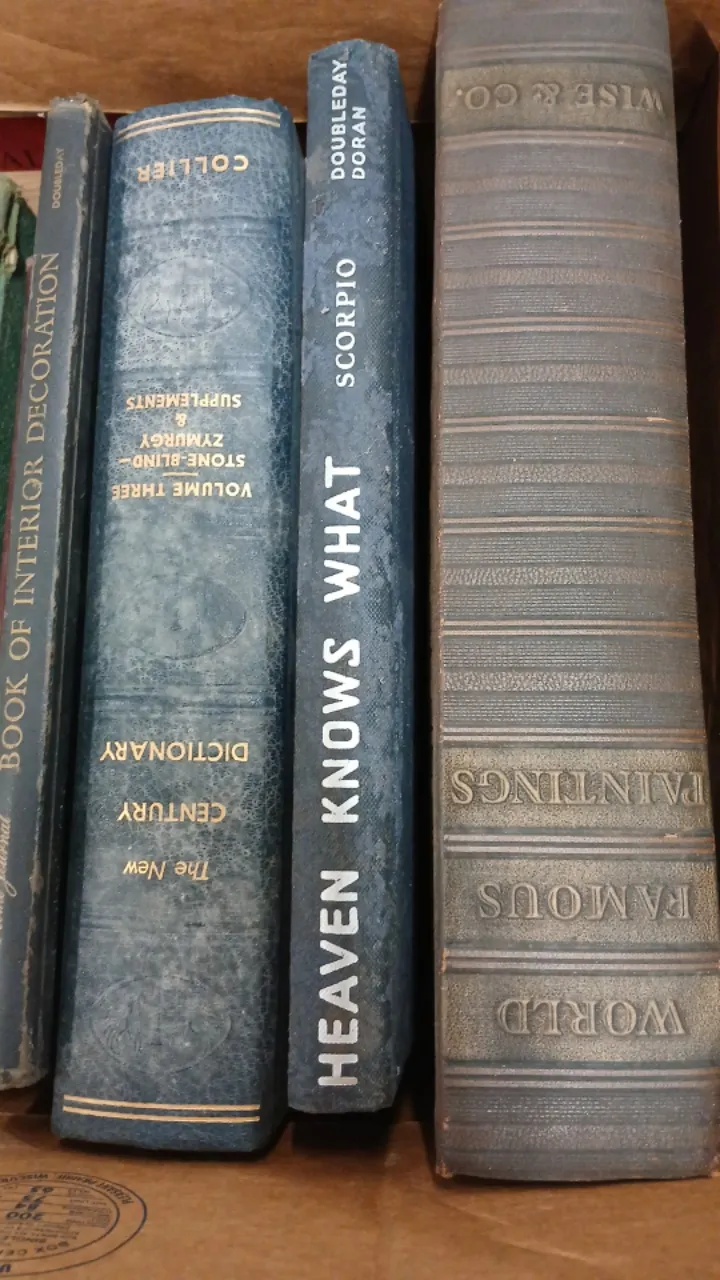 BOOK OF INTERIOR DECORATION
DOUBLEDAY
The New
CENTURY
DICTIONARY
VOLUME THREE
STONE-BLIND—
ZYMURGY
&
SUPPLEMENTS
COLLIER
HEAVEN KNOWS WHAT
SCORPIO
DOUBLEDAY,
DORAN
WORLD
FAMOUS
PAINTINGS
WISE & CO.